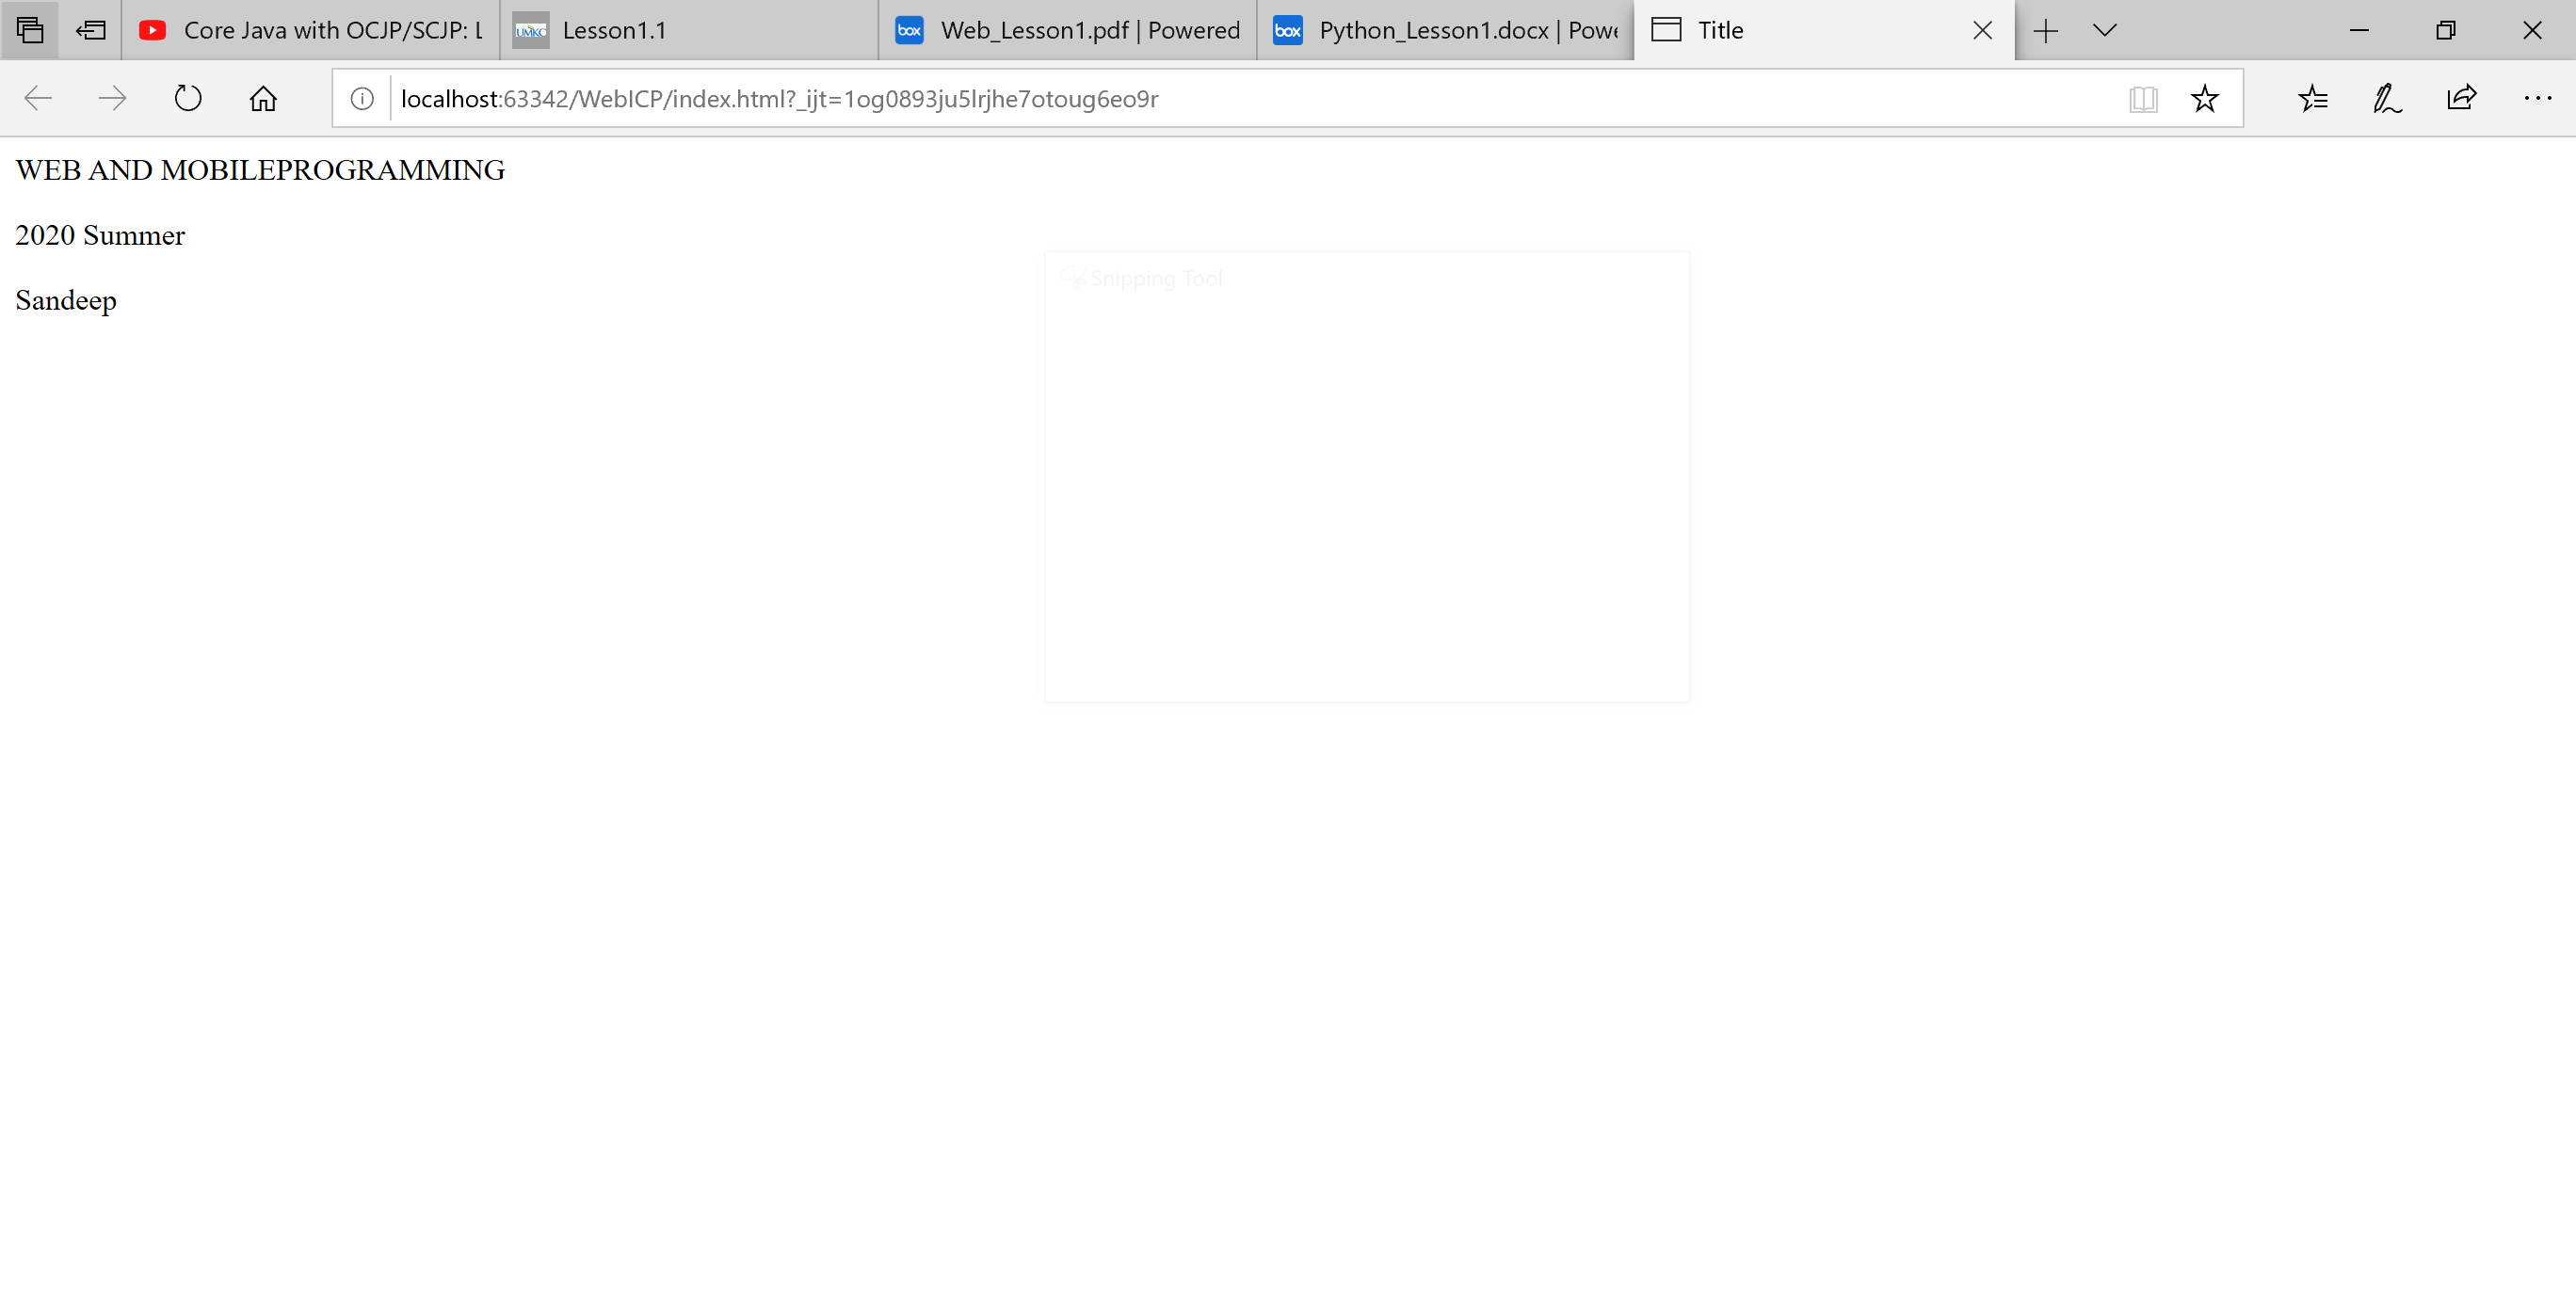 Core Java with OCJP/SCJP: L
UMKC Lesson1.1
box Web_Lesson1.pdf | Powered
box Python_Lesson1.docx | Powe
Title
localhost:63342/WebICP/index.html?_ijt=1og0893ju5lrjhe7otoug6eo9r
WEB AND MOBILEPROGRAMMING
2020 Summer
Sandeep
Snipping Tool